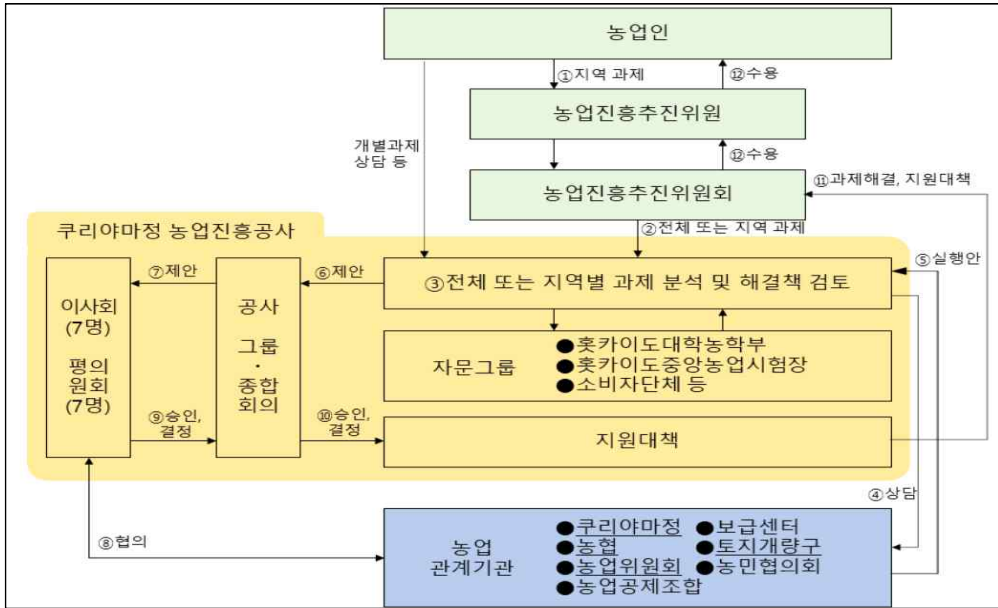 농업인
①지역 과제
⑫수용
농업진흥추진위원
개별과제
상담 등
⑫수용
농업진흥추진위원회
⑪과제해결, 지원대책
②전체 또는 지역 과제
쿠리야마정 농업진흥공사
⑤실행안
⑦제안
⑥제안
③전체 또는 지역별 과제 분석 및 해결책 검토
이사회
(7명)
평의
원회
(7명)
공사
그룹
·
종합
회의
자문그룹
●홋카이도대학농학부
●홋카이도중앙농업시험장
●소비자단체 등
⑨승인,
결정
⑩승인,
결정
지원대책
④상담
⑧협의
농업
관계기관
●쿠리야마정
●농협
●농업위원회
●농업공제조합
●보급센터
●토지개량구
●농민협의회